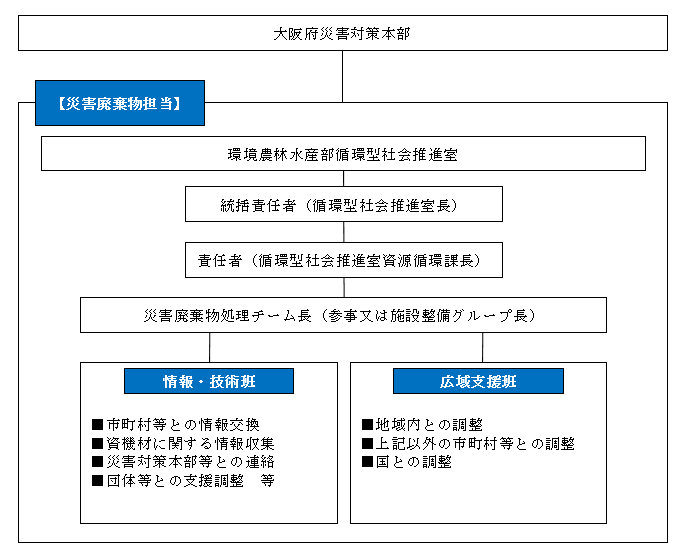 大阪府災害対策本部
【災害廃棄物担当】
環境農林水産部循環型社会推進室
統括責任者（循環型社会推進室長）
責任者（循環型社会推進室資源循環課長）
災害廃棄物処理チーム長（参事又は施設整備グループ長）
情報・技術班
■市町村等との情報交換
■資機材に関する情報収集
■災害対策本部等との連絡
■団体等との支援調整　等
広域支援班
■地域内との調整
■上記以外の市町村等との調整
■国との調整